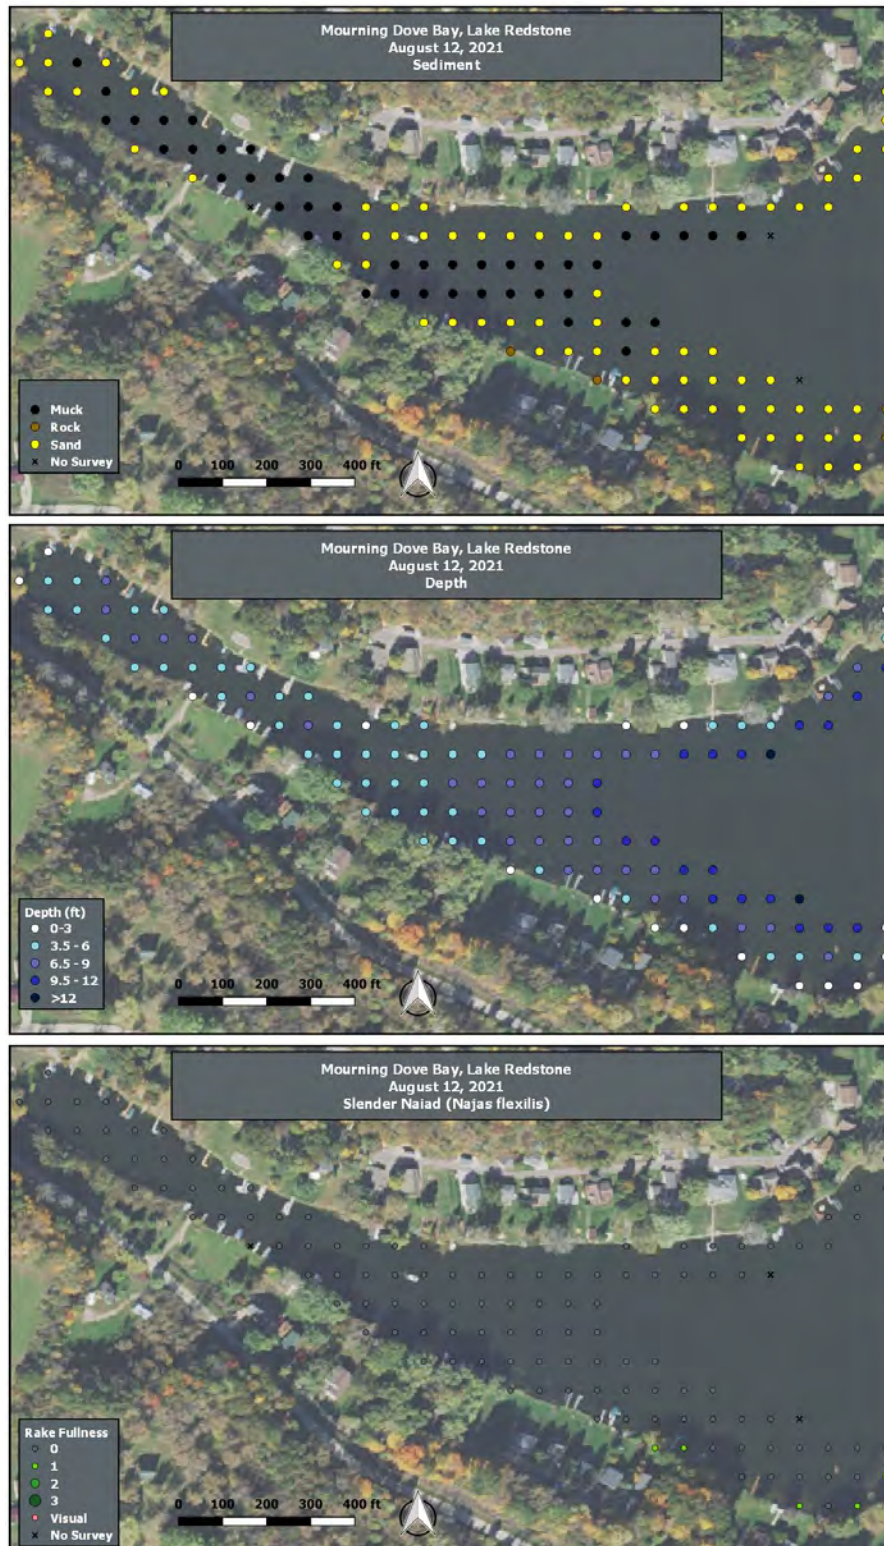 Mourning Dove Bay, Lake Redstone
August 12, 2021
Sediment
Muck
Rock
Sand
No Survey
0 100 200 300 400 ft
Mourning Dove Bay, Lake Redstone
August 12, 2021
Depth
Depth (ft)
0-3
3.5 - 6
6.5 - 9
9.5 - 12
>12
0 100 200 300 400 ft
Mourning Dove Bay, Lake Redstone
August 12, 2021
Slender Naiad (Najas flexilis)
Rake Fullness
0
1
2
3
Visual
No Survey
0 100 200 300 400 ft